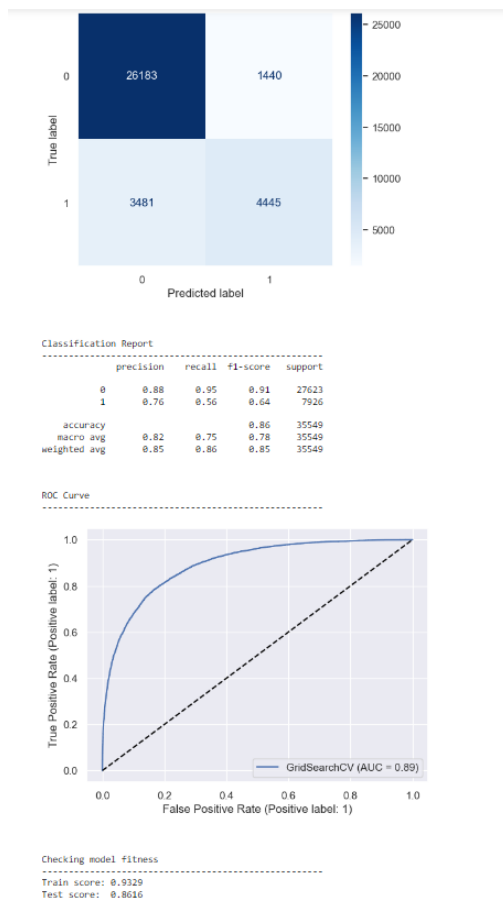 25000
0
26183
1440
20000
True label
15000
1
3481
4445
10000
5000
0
1
Predicted label
Classification Report
--------------------------------------------------------
precision recall f1-score support
0 0.88 0.95 0.91 27623
1 0.76 0.56 0.64 7926
accuracy 0.86 35549
macro avg 0.82 0.75 0.78 35549
weighted avg 0.85 0.86 0.85 35549
ROC Curve
--------------------------------------------------------
1.0
0.8
0.6
0.4
0.2
0.0
True Positive Rate (Positive label: 1)
GridSearchCV (AUC = 0.89)
0.0 0.2 0.4 0.6 0.8 1.0
False Positive Rate (Positive label: 1)
Checking model fitness
--------------------------------------------------------
Train score: 0.9329
Test score: 0.8616